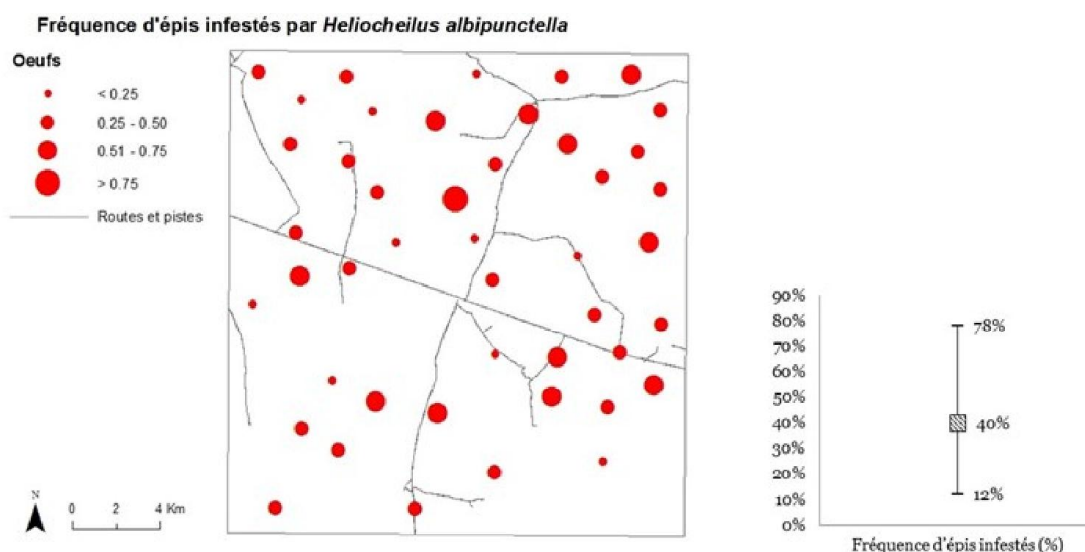 Fréquence d'épis infestés par Heliocheilus albipunctella
Oeufs
< 0.25
0.25 - 0.50
0.51 - 0.75
> 0.75
Routes et pistes
N
0 2 4 Km
90%
80%
70%
60%
50%
40%
30%
20%
10%
0%
78%
40%
12%
Fréquence d'épis infestés (%)